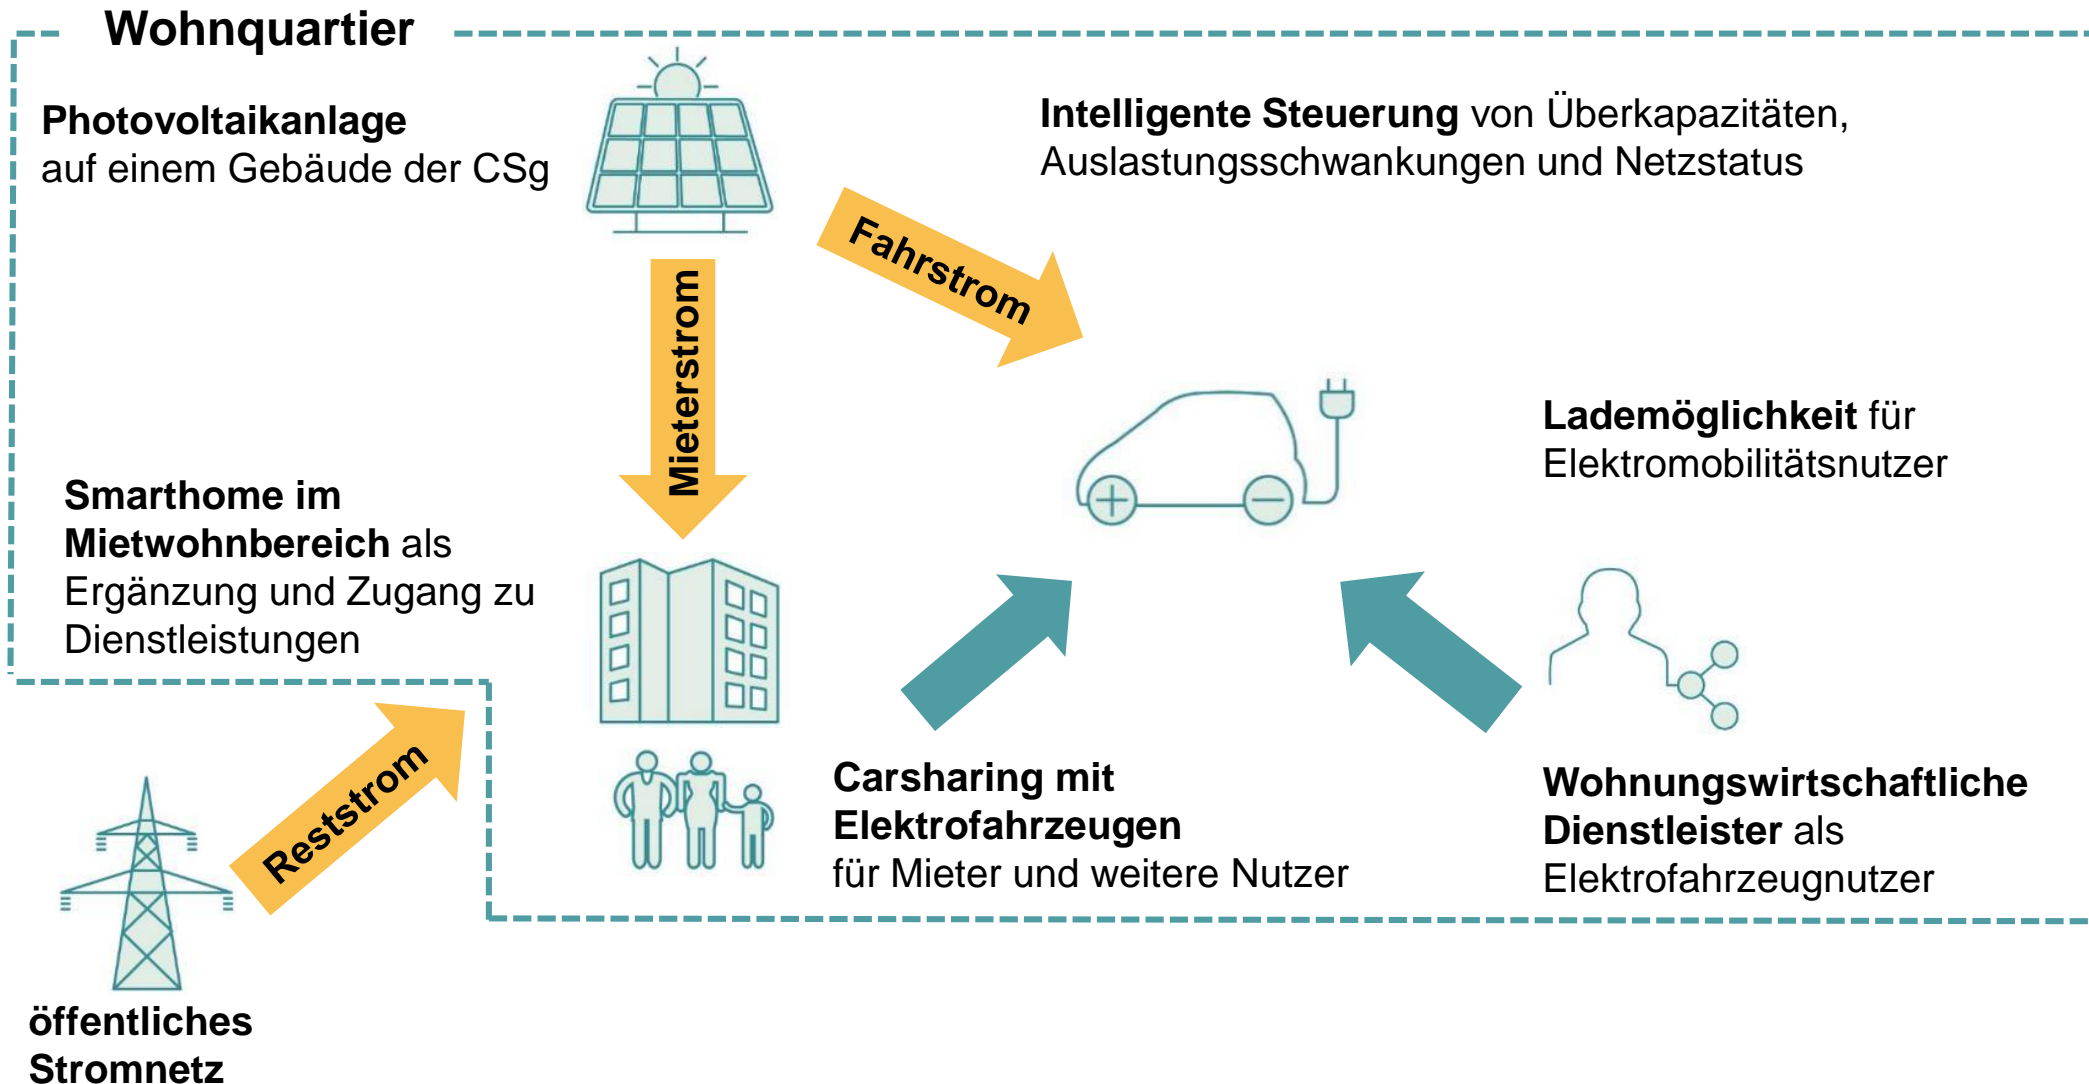 Wohnquartier
Photovoltaikanlage
auf einem Gebäude der CSg
Intelligente Steuerung von Überkapazitäten,
Auslastungsschwankungen und Netzstatus
Fahrstrom
Mieterstrom
Lademöglichkeit für
Elektromobilitätsnutzer
Smarthome im
Mietwohnbereich als
Ergänzung und Zugang zu
Dienstleistungen
Reststrom
Carsharing mit
Elektrofahrzeugen
für Mieter und weitere Nutzer
Wohnungswirtschaftliche
Dienstleister als
Elektrofahrzeugnutzer
öffentliches
Stromnetz